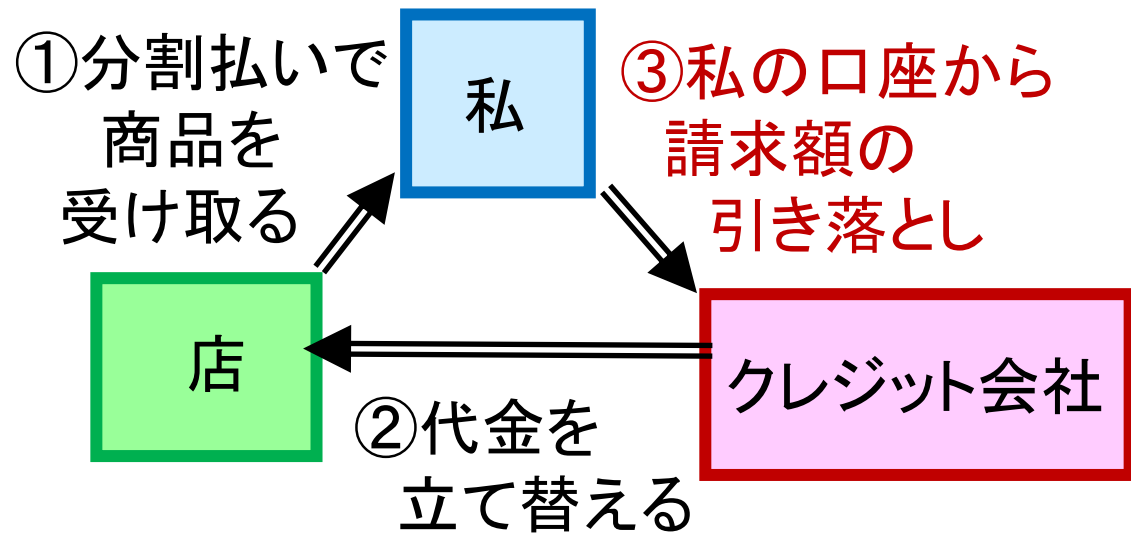 ①分割払いで
商品を
受け取る
私
③私の口座から
請求額の
引き落とし
店
クレジット会社
②代金を
立て替える